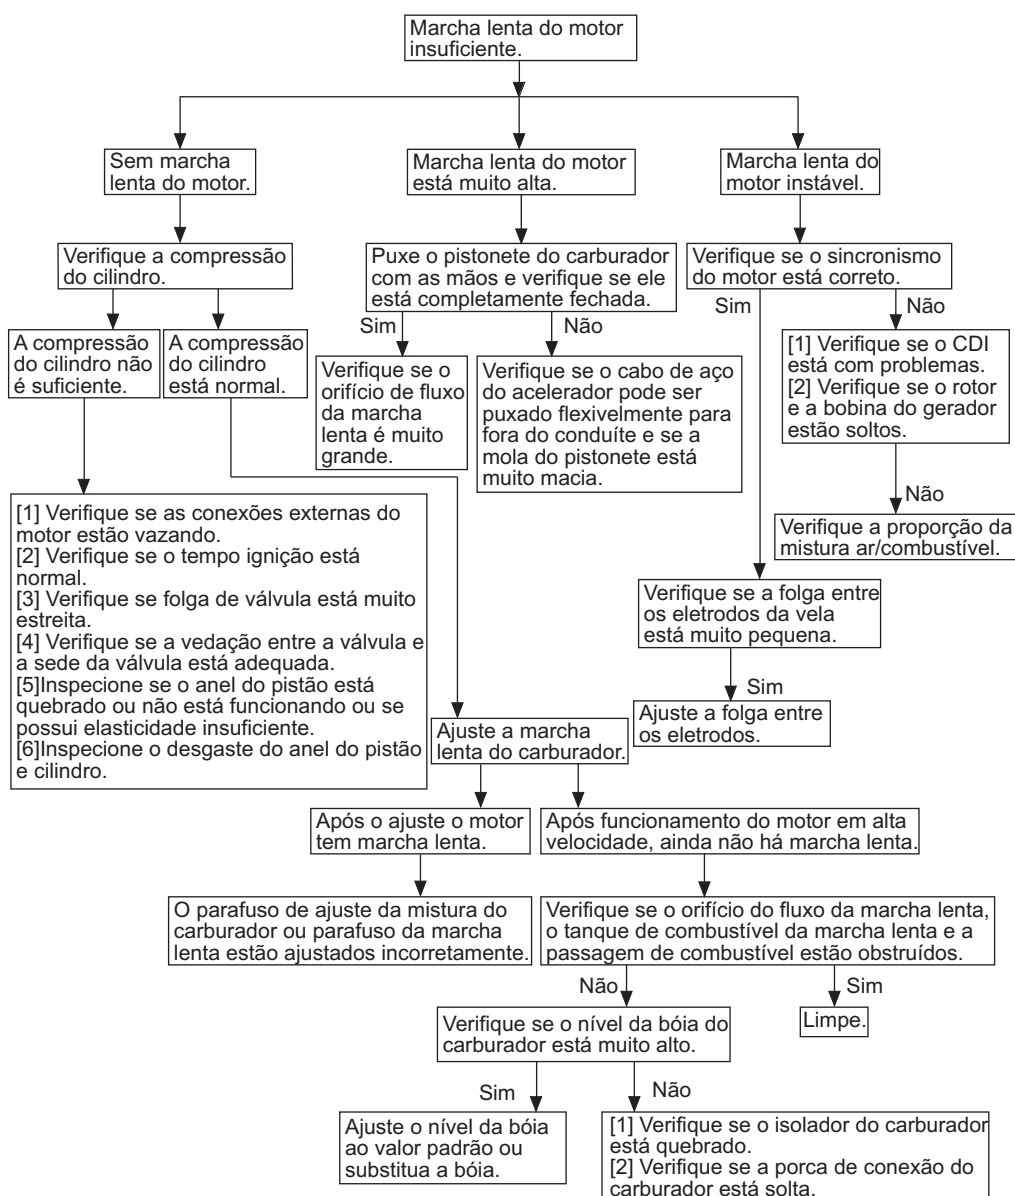 Marcha lenta do motor
insuficiente.
Sem marcha
lenta do motor.
Marcha lenta do motor
está muito alta.
Marcha lenta do
motor instável.
Verifique a compressão
do cilindro.
Puxe o pistonete do carburador
com as mãos e verifique se ele
está completamente fechada.
Verifique se o sincronismo
do motor está correto.
Sim
Não
Sim
Não
A compressão
do cilindro não
é suficiente.
A compressão
do cilindro
está normal.
Verifique se o
orifício de fluxo
da marcha
lenta é muito
grande.
Verifique se o cabo de aço
do acelerador pode ser
puxado flexivelmente para
fora do conduíte e se a
mola do pistonete está
muito macia.
[1] Verifique se o CDI
está com problemas.
[2] Verifique se o rotor
e a bobina do gerador
estão soltos.
Não
Verifique a proporção da
mistura ar/combustível.
[1] Verifique se as conexões externas do
motor estão vazando.
[2] Verifique se o tempo ignição está
normal.
[3] Verifique se folga de válvula está muito
estreita.
[4] Verifique se a vedação entre a válvula e
a sede da válvula está adequada.
[5]Inspecione se o anel do pistão está
quebrado ou não está funcionando ou se
possui elasticidade insuficiente.
[6]Inspecione o desgaste do anel do pistão
e cilindro.
Verifique se a folga entre
os eletrodos da vela
está muito pequena.
Sim
Ajuste a folga entre
os eletrodos.
Ajuste a marcha
lenta do carburador.
Após o ajuste o motor
tem marcha lenta.
Após funcionamento do motor em alta
velocidade, ainda não há marcha lenta.
O parafuso de ajuste da mistura do
carburador ou parafuso da marcha
lenta estão ajustados incorretamente.
Verifique se o orifício do fluxo da marcha lenta,
o tanque de combustível da marcha lenta e a
passagem de combustível estão obstruídos.
Não
Sim
Verifique se o nível da bóia do
carburador está muito alto.
Limpe.
Sim
Não
Ajuste o nível da bóia
ao valor padrão ou
substitua a bóia.
[1] Verifique se o isolador do carburador
está quebrado.
[2] Verifique se a porca de conexão do
carburador está solta.